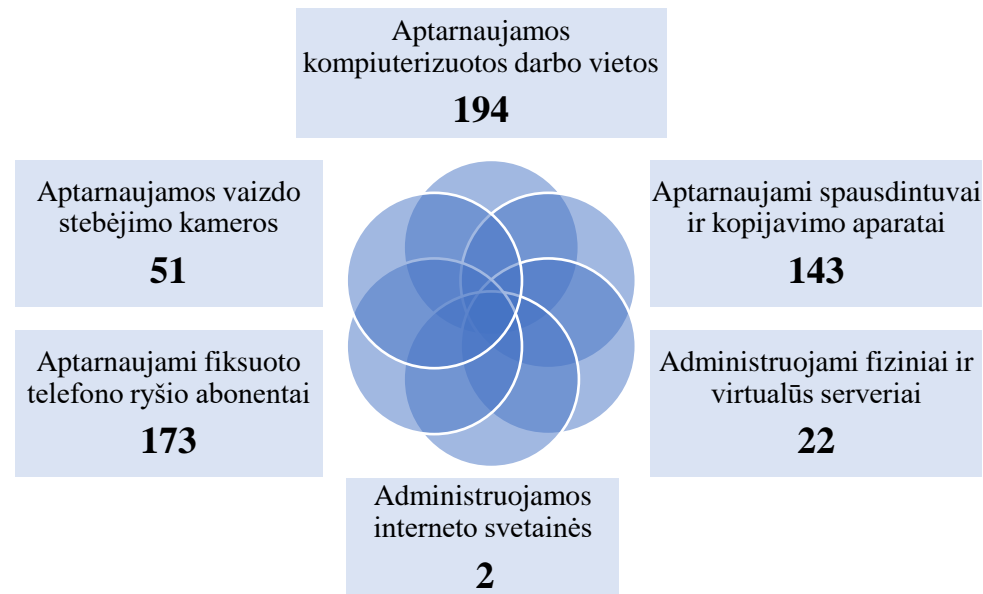 Aptarnaujamos
kompiuterizuotos darbo vietos
194
Aptarnaujamos vaizdo
stebėjimo kameros
51
Aptarnaujami spausdintuvai
ir kopijavimo aparatai
143
Aptarnaujami fiksuoto
telefono ryšio abonentai
173
Administruojami fiziniai ir
virtualūs serveriai
22
Administruojamos
interneto svetainės
2